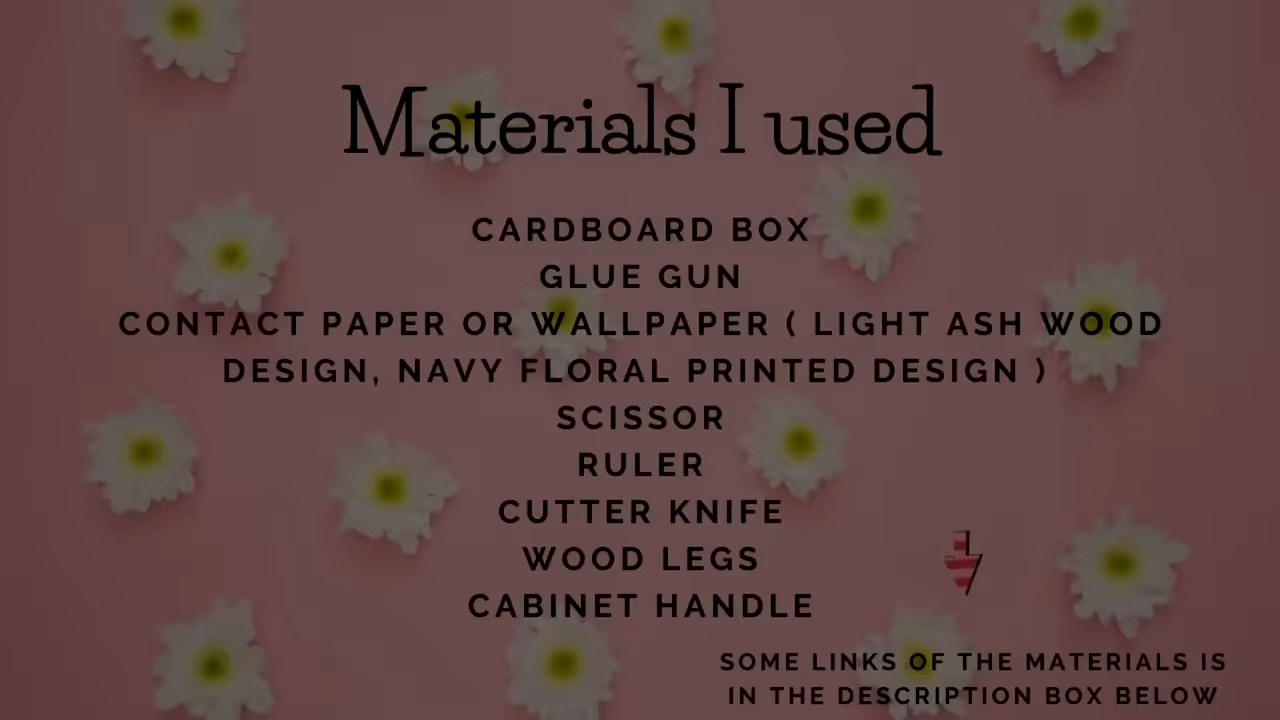 Materials I used
CARDBOARD BOX
GLUE GUN
CONTACT PAPER OR WALLPAPER ( LIGHT ASH WOOD
DESIGN, NAVY FLORAL PRINTED DESIGN )
SCISSOR
RULER
CUTTER KNIFE
WOOD LEGS
CABINET HANDLE
SOME LINKS OF THE MATERIALS IS
IN THE DESCRIPTION BOX BELOW